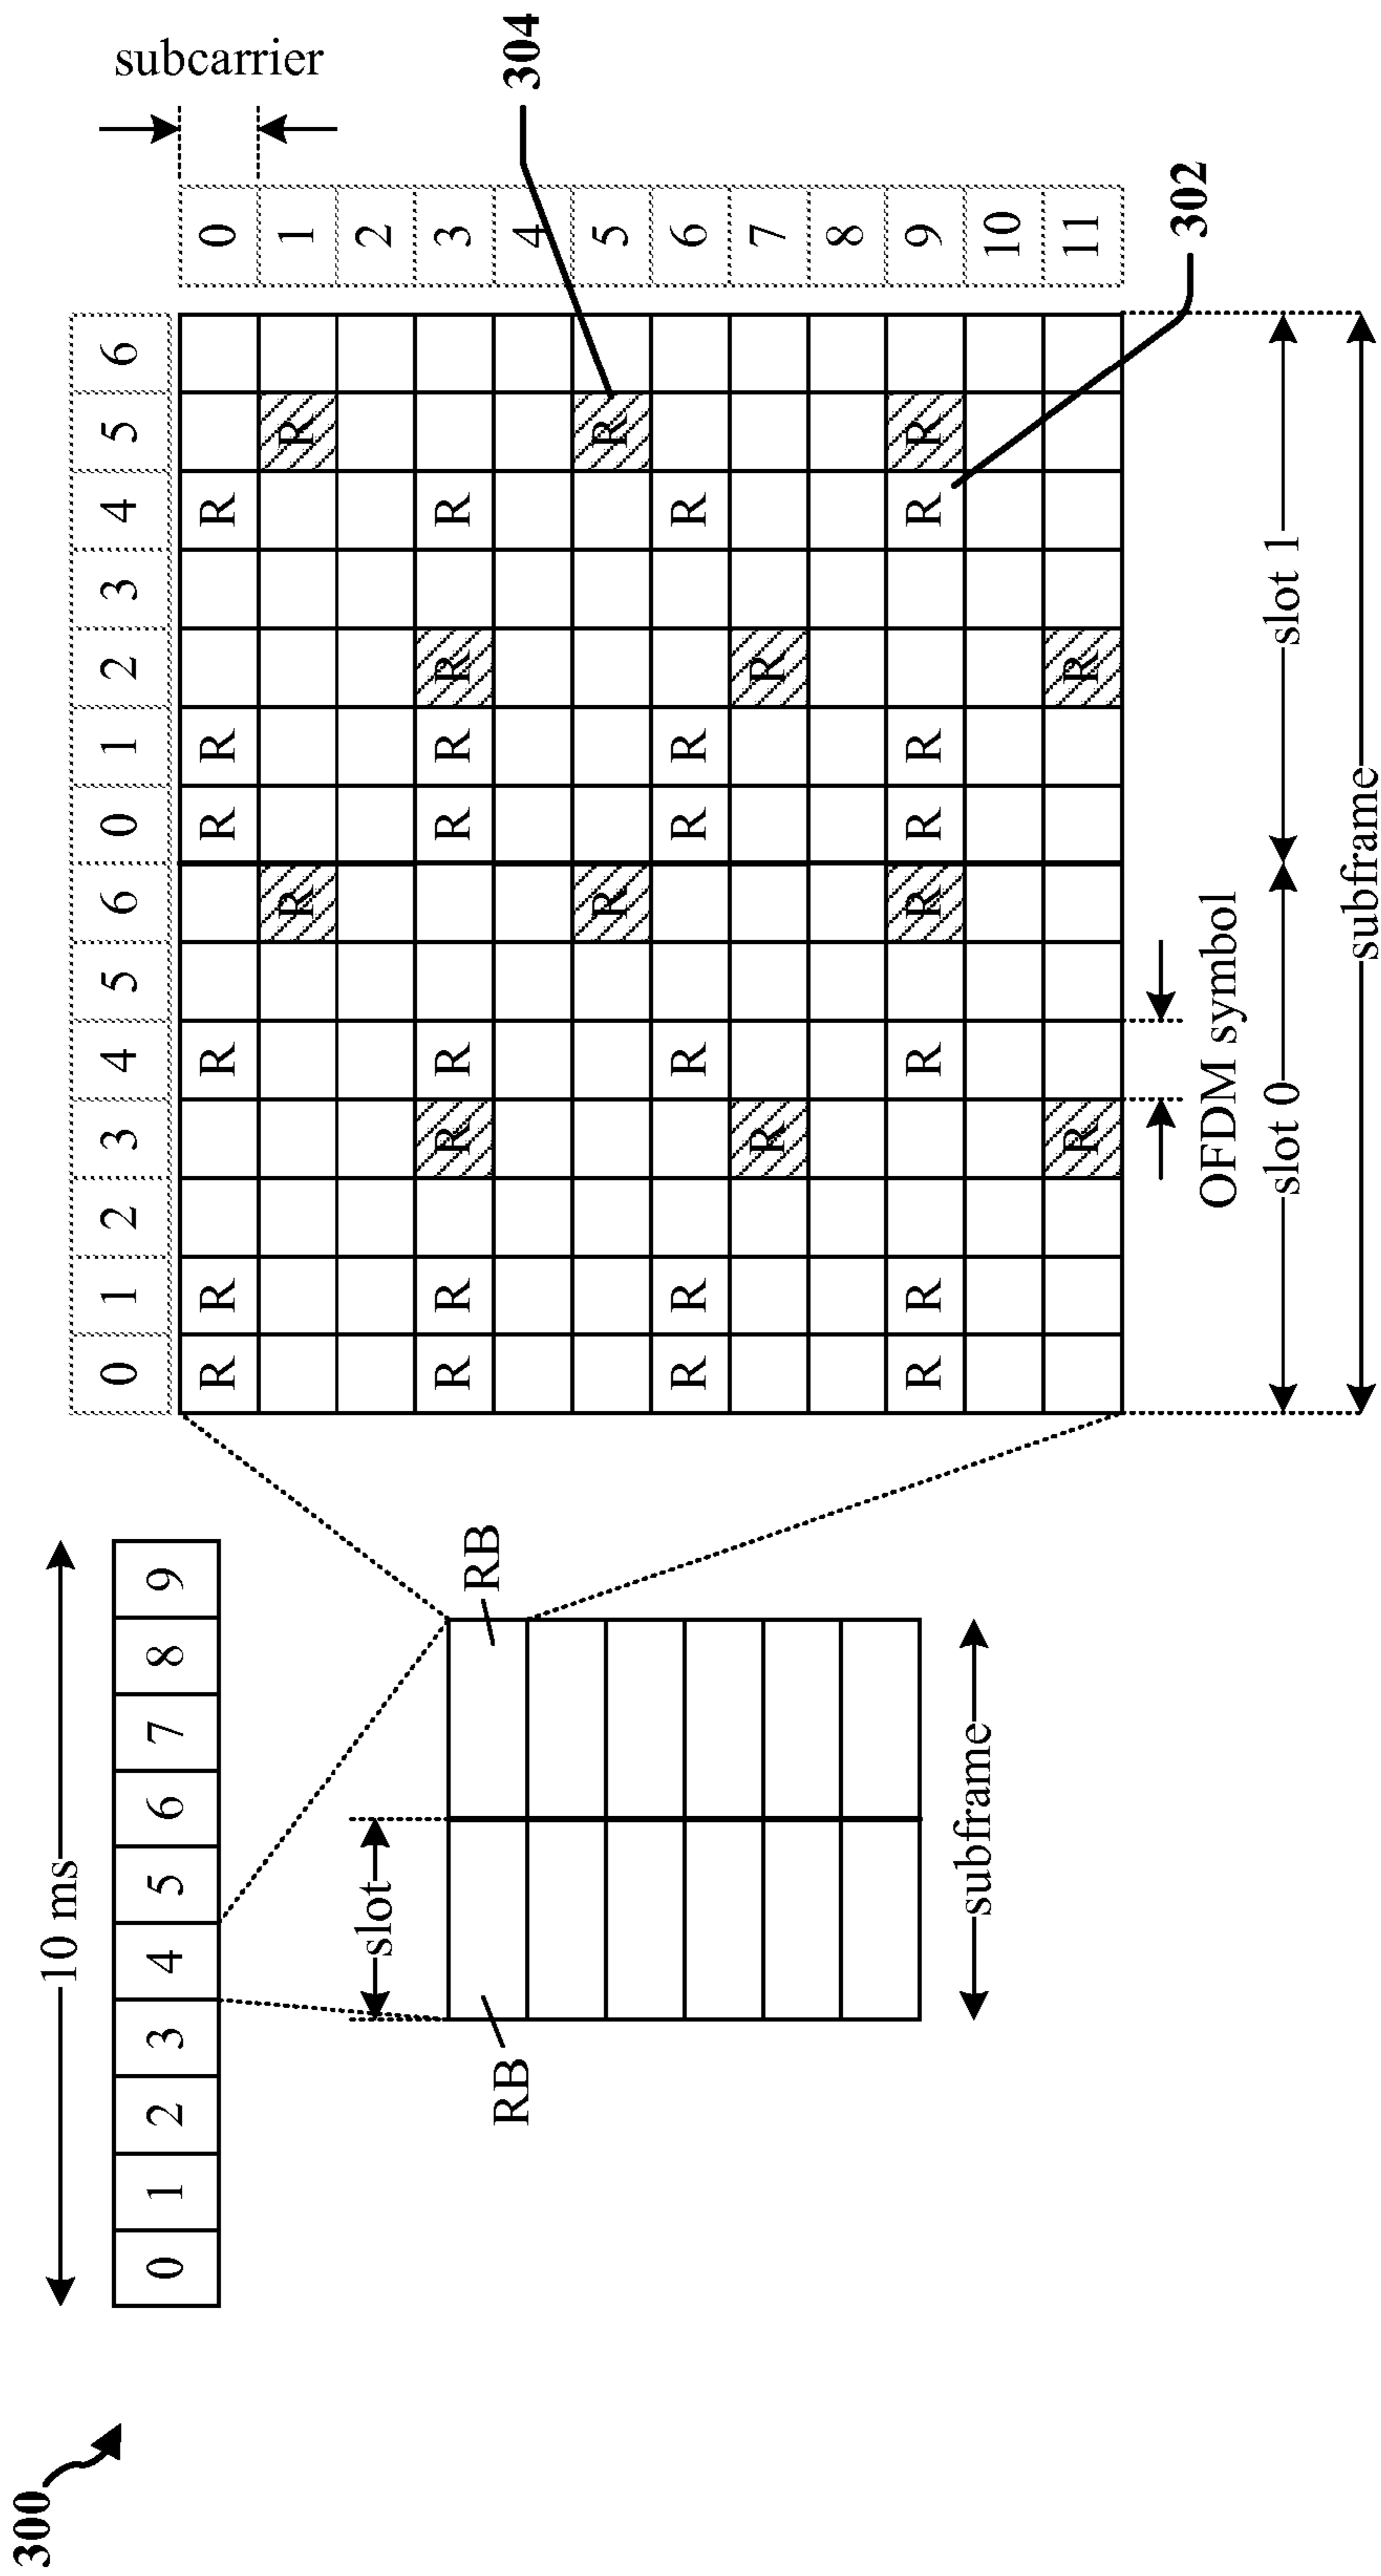 300
10 ms
0 1 2 3 4 5 6 7 8 9
slot
RB
RB
subframe
0 1 2 3 4 5 6 0 1 2 3 4 5 6
subcarrier
R R R R R R 0
R R 1
2
R R R R R R R R 3
4
R R 5
R R R R R R 6
R R 7
8
R R R R R R R R 9
10
R R 11
304
302
OFDM symbol
slot 0 slot 1
subframe